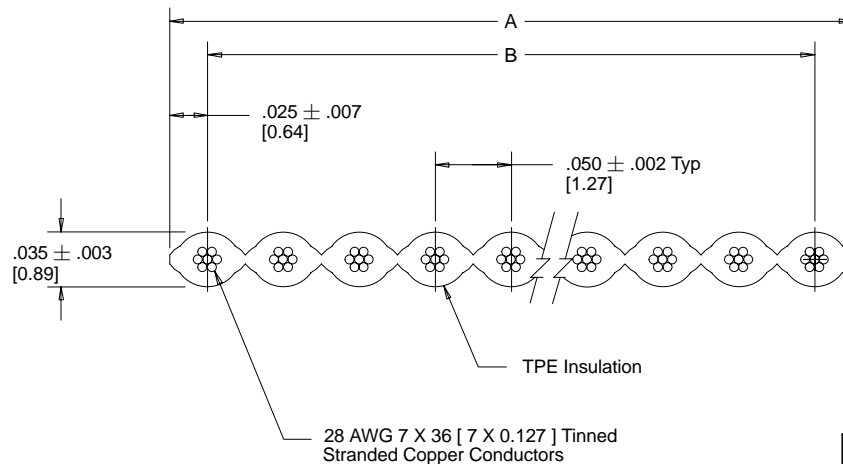 A
B
.025 ± .007
[0.64]
.050 ± .002 Typ
[1.27]
.035 ± .003
[0.89]
TPE Insulation
28 AWG 7 X 36 [ 7 X 0.127 ] Tinned
Stranded Copper Conductors